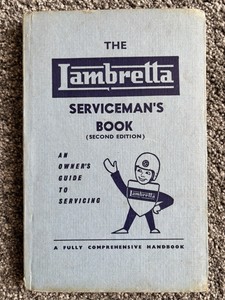 THE
Lambretta
SERVICEMAN'S
BOOK
(SECOND EDITION)
AN
OWNER'S
GUIDE
TO
SERVICING
Lambretta
A FULLY COMPREHENSIVE HANDBOOK